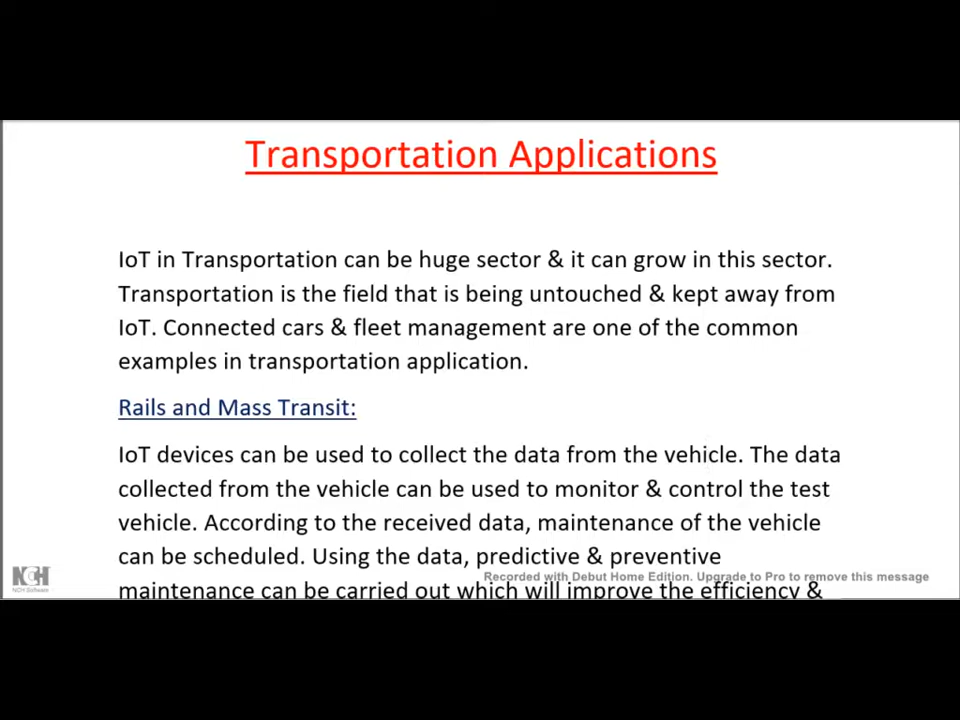 Transportation Applications
IoT in Transportation can be huge sector & it can grow in this sector.
Transportation is the field that is being untouched & kept away from
IoT. Connected cars & fleet management are one of the common
examples in transportation application.
Rails and Mass Transit:
IoT devices can be used to collect the data from the vehicle. The data
collected from the vehicle can be used to monitor & control the test
vehicle. According to the received data, maintenance of the vehicle
can be scheduled. Using the data, predictive & preventive
maintenance can be carried out which will improve the efficiency &
NCH
NCH Software
Recorded with Debut Home Edition. Upgrade to Pro to remove this message